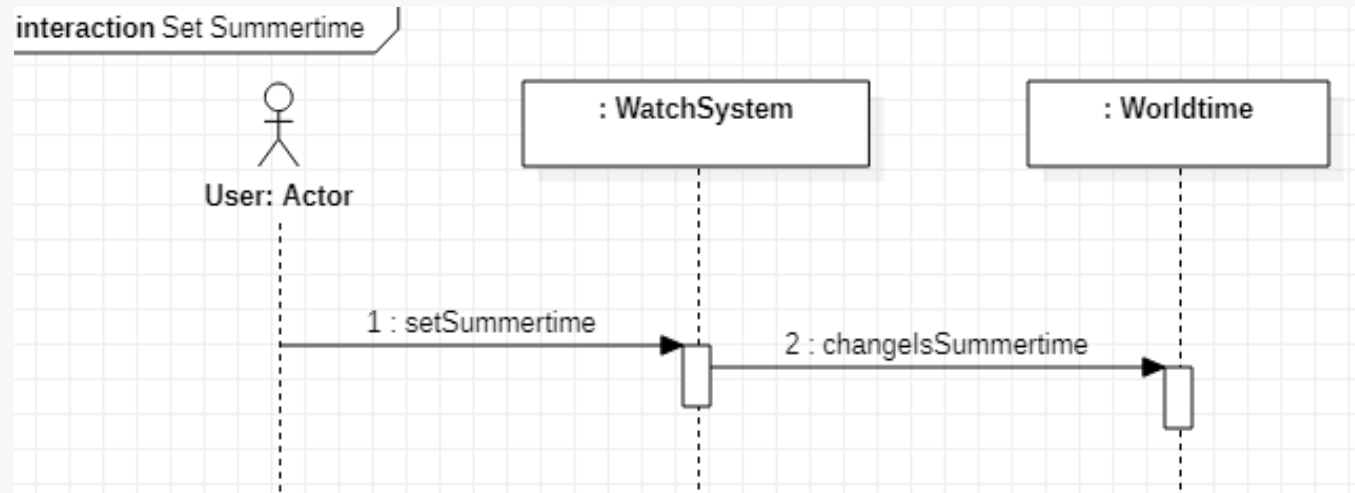 interaction Set Summertime
: WatchSystem
: Worldtime
User: Actor
1 : setSummertime
2 : changeIsSummertime